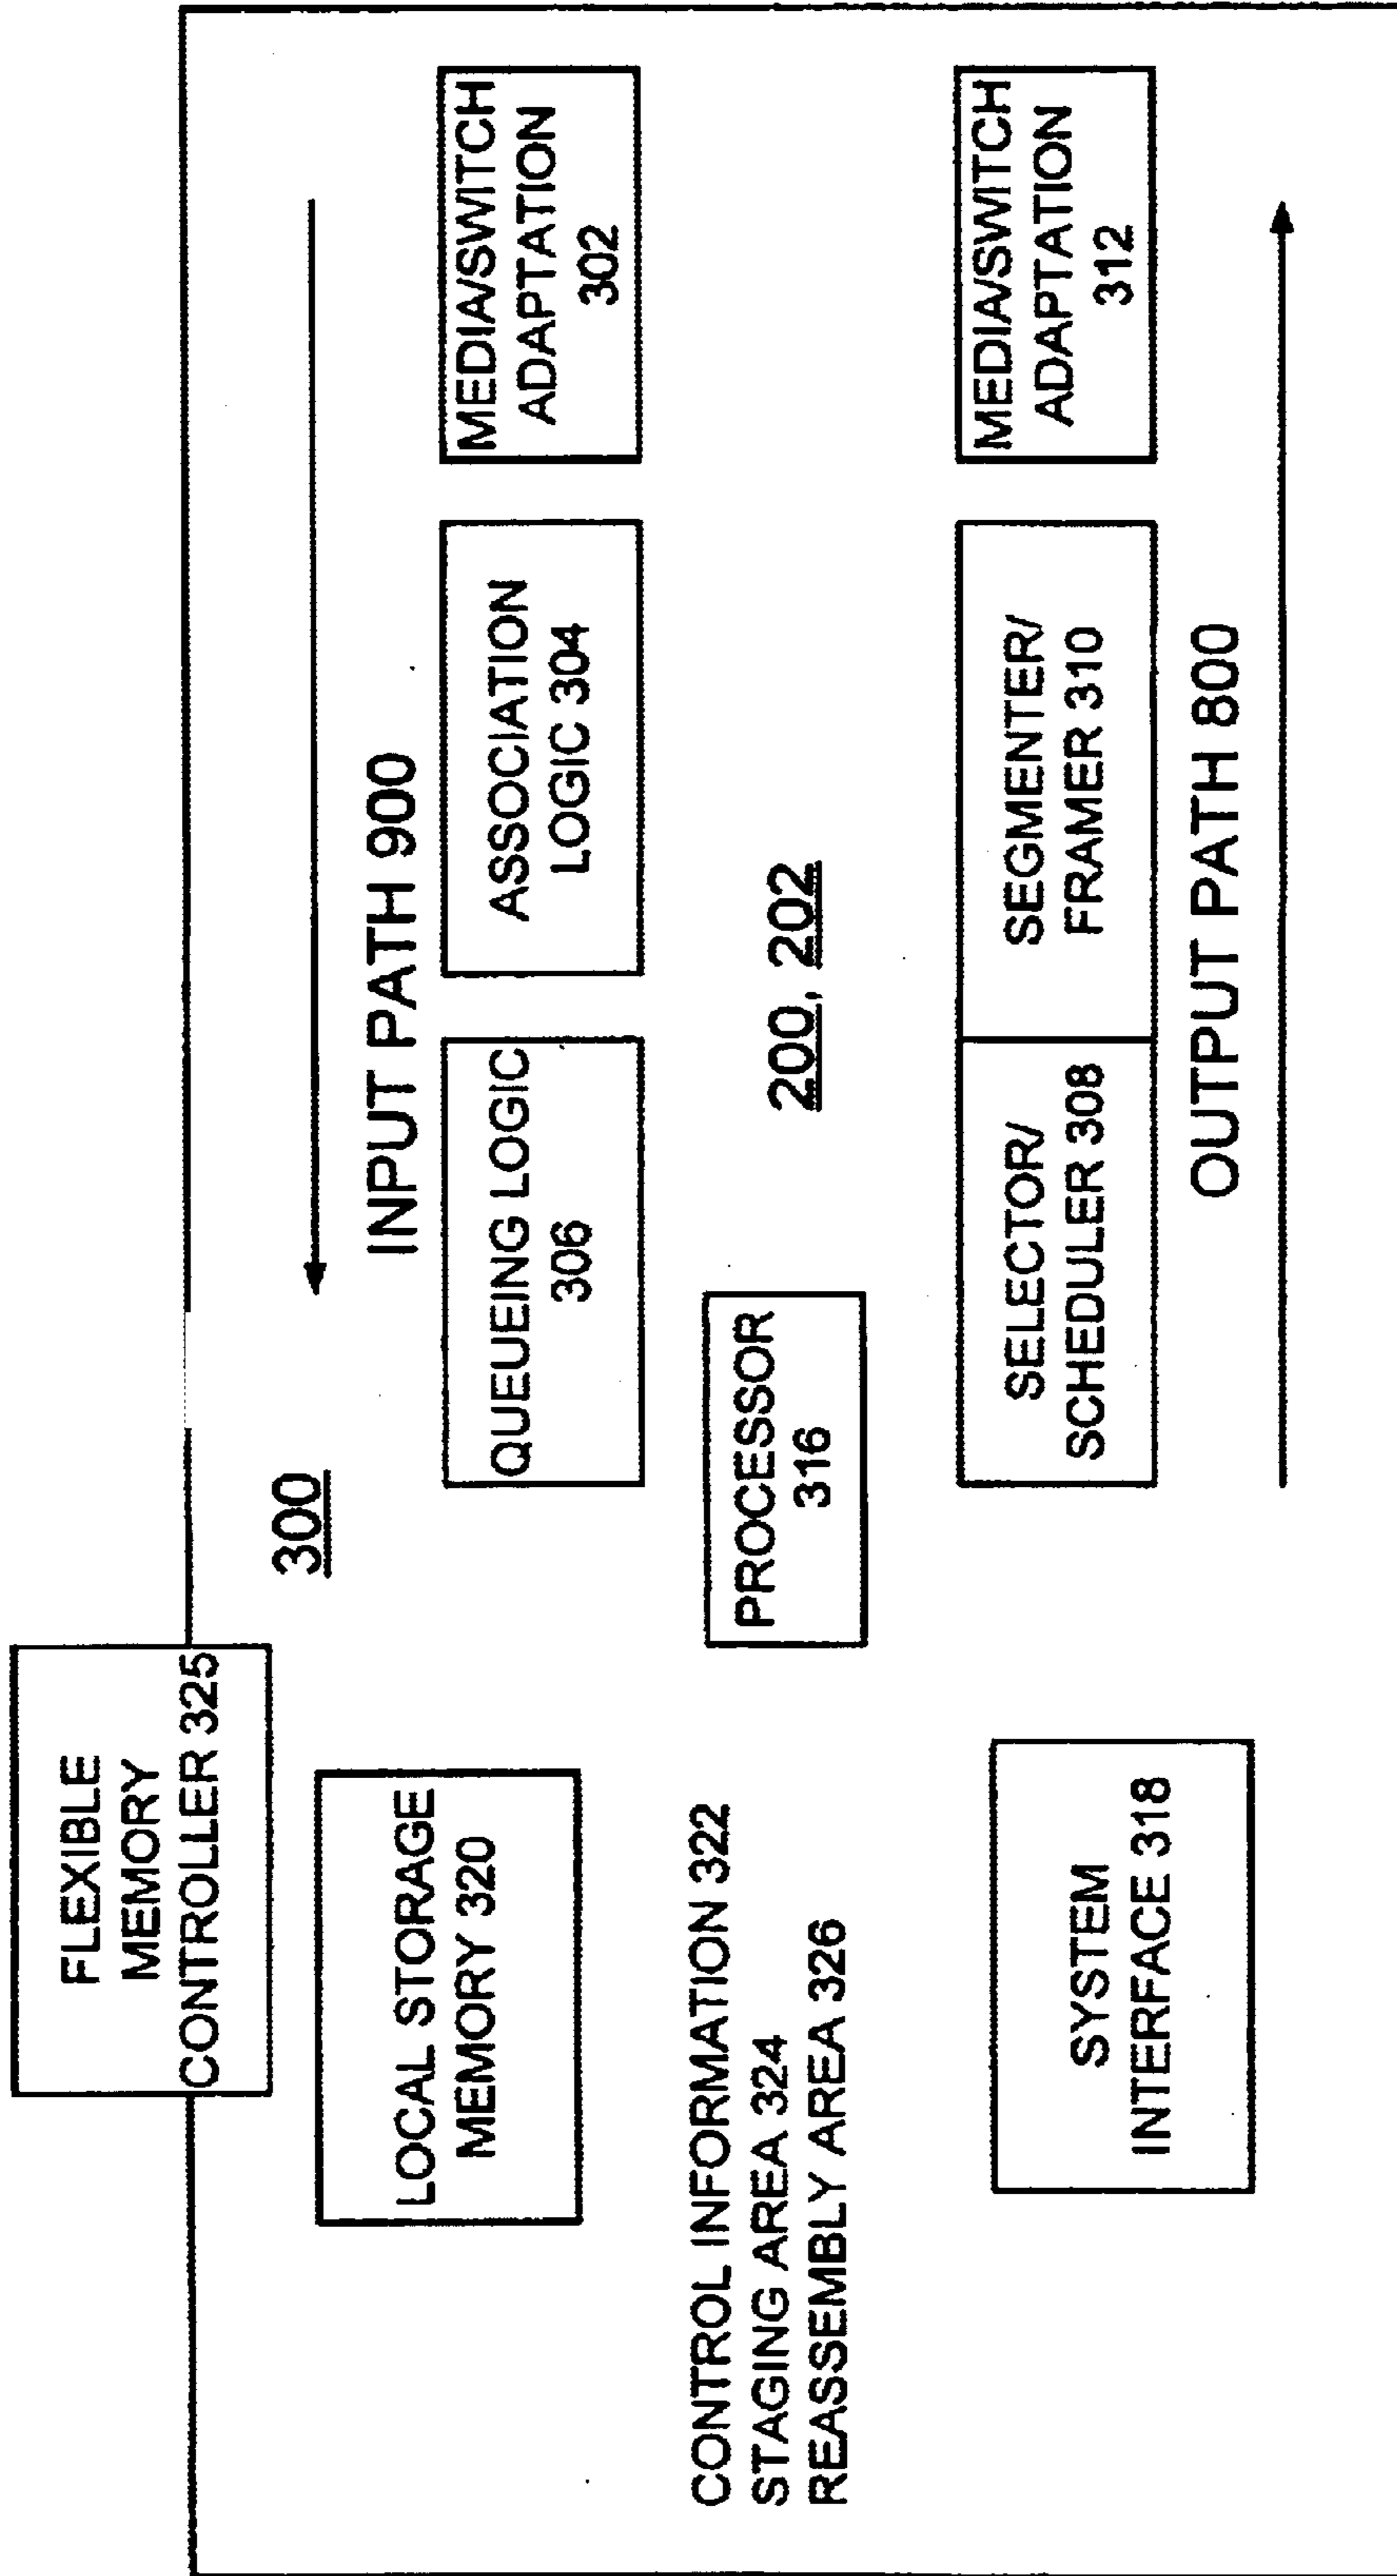 FLEXIBLE
MEMORY
CONTROLLER 325
300
LOCAL STORAGE
MEMORY 320
INPUT PATH 900
QUEUEING LOGIC
306
ASSOCIATION
LOGIC 304
MEDIA/SWITCH
ADAPTATION
302
CONTROL INFORMATION 322
STAGING AREA 324
REASSEMBLY AREA 326
PROCESSOR
316
200, 202
SYSTEM
INTERFACE 318
SELECTOR/
SCHEDULER 308
SEGMENTER/
FRAMER 310
MEDIA/SWITCH
ADAPTATION
312
OUTPUT PATH 800